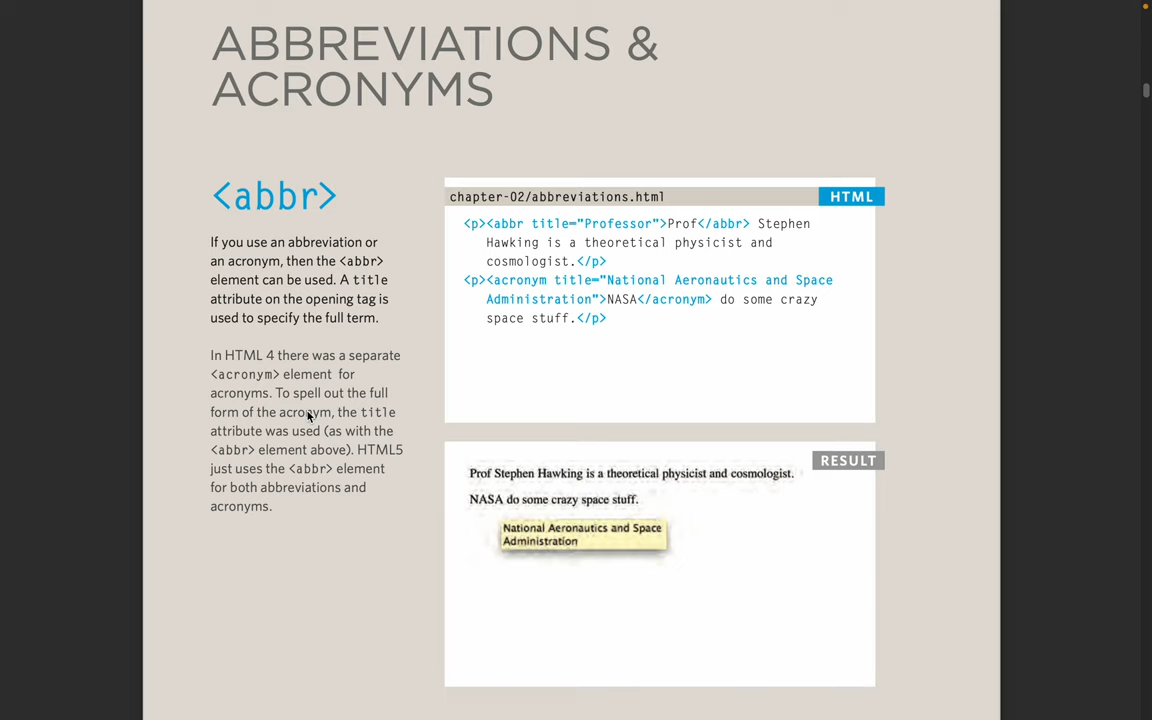 ABBREVIATIONS &
ACRONYMS
<abbr>
If you use an abbreviation or
an acronym, then the <abbr>
element can be used. A title
attribute on the opening tag is
used to specify the full term.
In HTML 4 there was a separate
<acronym> element for
acronyms. To spell out the full
form of the acronym, the title
attribute was used (as with the
<abbr> element above). HTML5
just uses the <abbr> element
for both abbreviations and
acronyms.
chapter-02/abbreviations.html
HTML
<p><abbr title="Professor">Prof</abbr> Stephen
Hawking is a theoretical physicist and
cosmologist.</p>
<p><acronym title="National Aeronautics and Space
Administration">NASA</acronym> do some crazy
space stuff.</p>
RESULT
Prof Stephen Hawking is a theoretical physicist and cosmologist.
NASA do some crazy space stuff.
National Aeronautics and Space
Administration